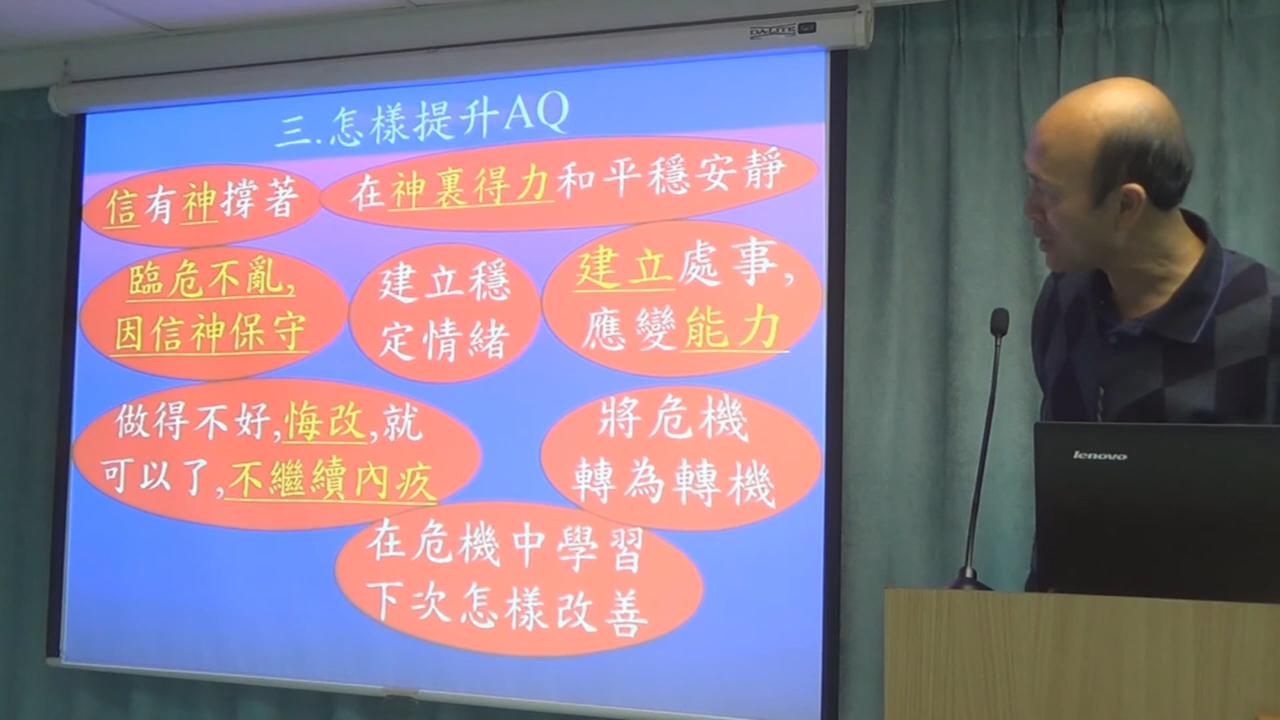 DA-LITE
三.怎樣提升AQ
信有神撐著
在神裏得力和平穩安靜
臨危不亂,
因信神保守
建立穩
定情緒
建立處事,
應變能力
做得不好,悔改,就
可以了,不繼續內疚
將危機
轉為轉機
在危機中學習
下次怎樣改善
lenovo